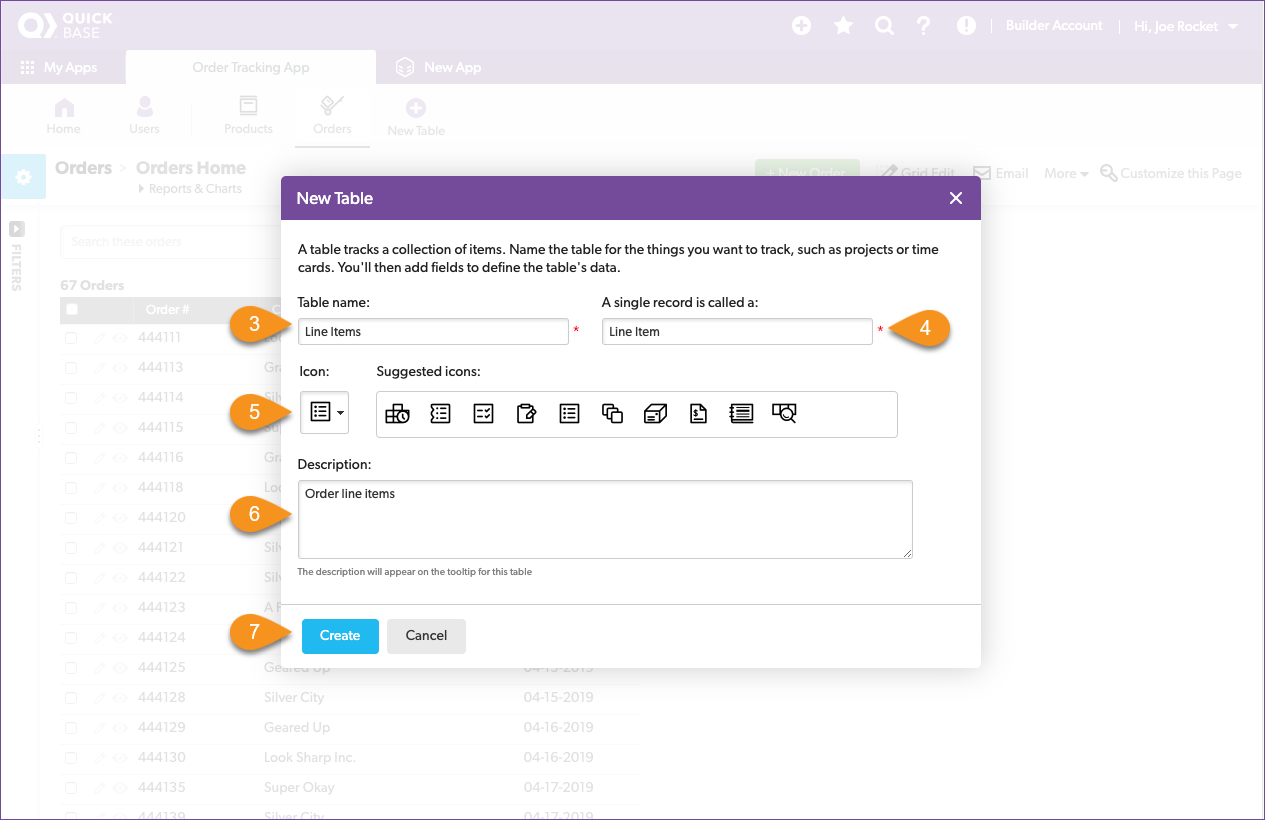 QUICK
BASE
Builder Account
Hi, Joe Rocket
My Apps
Order Tracking App
New App
Home
Users
Products
Orders
New Table
Orders > Orders Home
Reports & Charts
+ New Order
Grid Edit
Email
More
Customize this Page
FILTERS
Search these orders
67 Orders
Order #
New Table
A table tracks a collection of items. Name the table for the things you want to track, such as projects or time
cards. You'll then add fields to define the table's data.
Table name:
A single record is called a:
3
Line Items
*
Line Item
*
4
Icon:
Suggested icons:
5
Description:
Order line items
6
The description will appear on the tooltip for this table
7
Create
Cancel
444111
444113
444114
444115
444116
444118
444120
444121
444122
444123
444124
444125 Geared Up 04-15-2019
444128 Silver City 04-15-2019
444129 Geared Up 04-16-2019
444130 Look Sharp Inc. 04-16-2019
444135 Super Okay 04-17-2019
444139 Silver City 04-17-2019